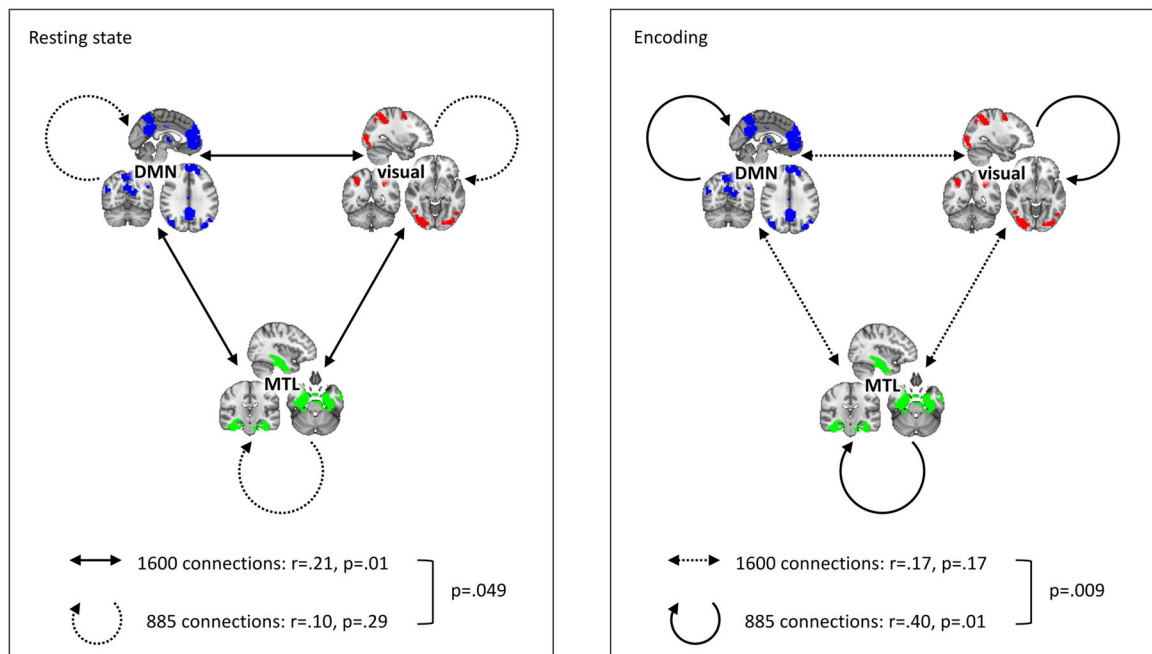 Resting state
DMN
visual
MTL
1600 connections: r=.21, p=.01
p=.049
885 connections: r=.10, p=.29
Encoding
DMN
visual
MTL
1600 connections: r=.17, p=.17
p=.009
885 connections: r=.40, p=.01